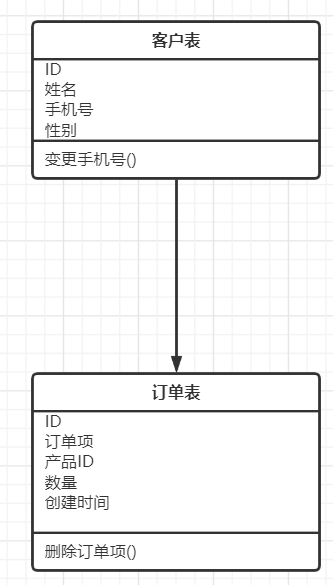 客户表
ID
姓名
手机号
性别
变更手机号()
订单表
ID
订单项
产品ID
数量
创建时间
删除订单项()